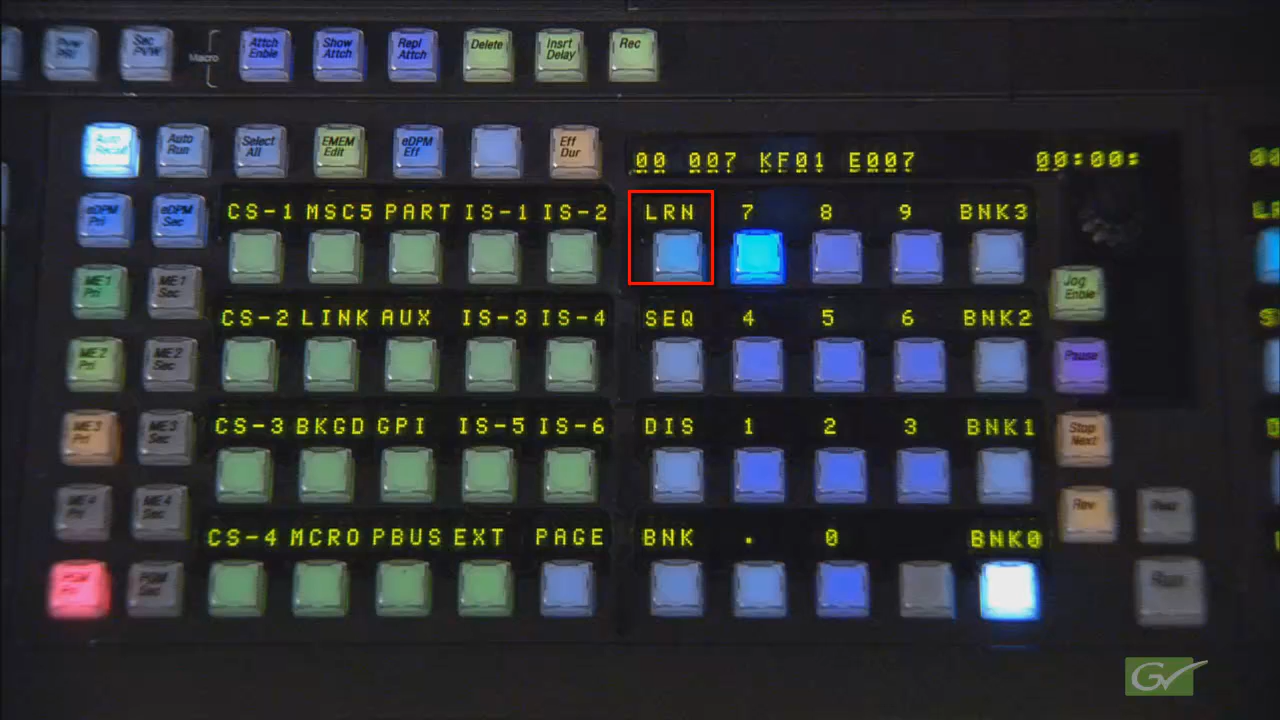 Pvw Pri Sec PVW Macro Attch Enble Show Attch Repl Attch Delete Insrt Delay Rec
Auto Recall Auto Run Select All EMEM Edit eDPM Eff Eff Dur
00 007 KF01 E007 00:00:
eDPM Pri eDPM Sec
CS-1 MSC5 PART IS-1 IS-2 LRN 7 8 9 BNK3
ME1 Pri ME1 Sec Jog Enble
CS-2 LINK AUX IS-3 IS-4 SEQ 4 5 6 BNK2
ME2 Pri ME2 Sec Pause
CS-3 BKGD GPI IS-5 IS-6 DIS 1 2 3 BNK1
ME3 Pri ME3 Sec Stop Next
ME4 Pri ME4 Sec Rev
CS-4 MCRO PBUS EXT PAGE BNK . 0 BNK0
PGM Pri PGM Sec Run
GV